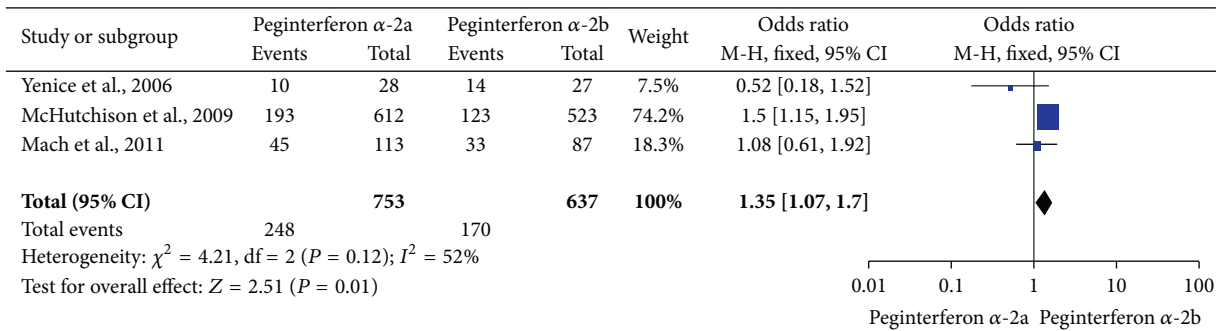 Study or subgroup Peginterferon α-2a Peginterferon α-2b Weight Odds ratio Odds ratio
Events Total Events Total M-H, fixed, 95% CI M-H, fixed, 95% CI
Yenice et al., 2006 10 28 14 27 7.5% 0.52 [0.18, 1.52]
McHutchison et al., 2009 193 612 123 523 74.2% 1.5 [1.15, 1.95]
Mach et al., 2011 45 113 33 87 18.3% 1.08 [0.61, 1.92]
Total (95% CI) 753 637 100% 1.35 [1.07, 1.7]
Total events 248 170
Heterogeneity: χ² = 4.21, df = 2 (P = 0.12); I² = 52%
Test for overall effect: Z = 2.51 (P = 0.01)
0.01 0.1 1 10 100
Peginterferon α-2a Peginterferon α-2b